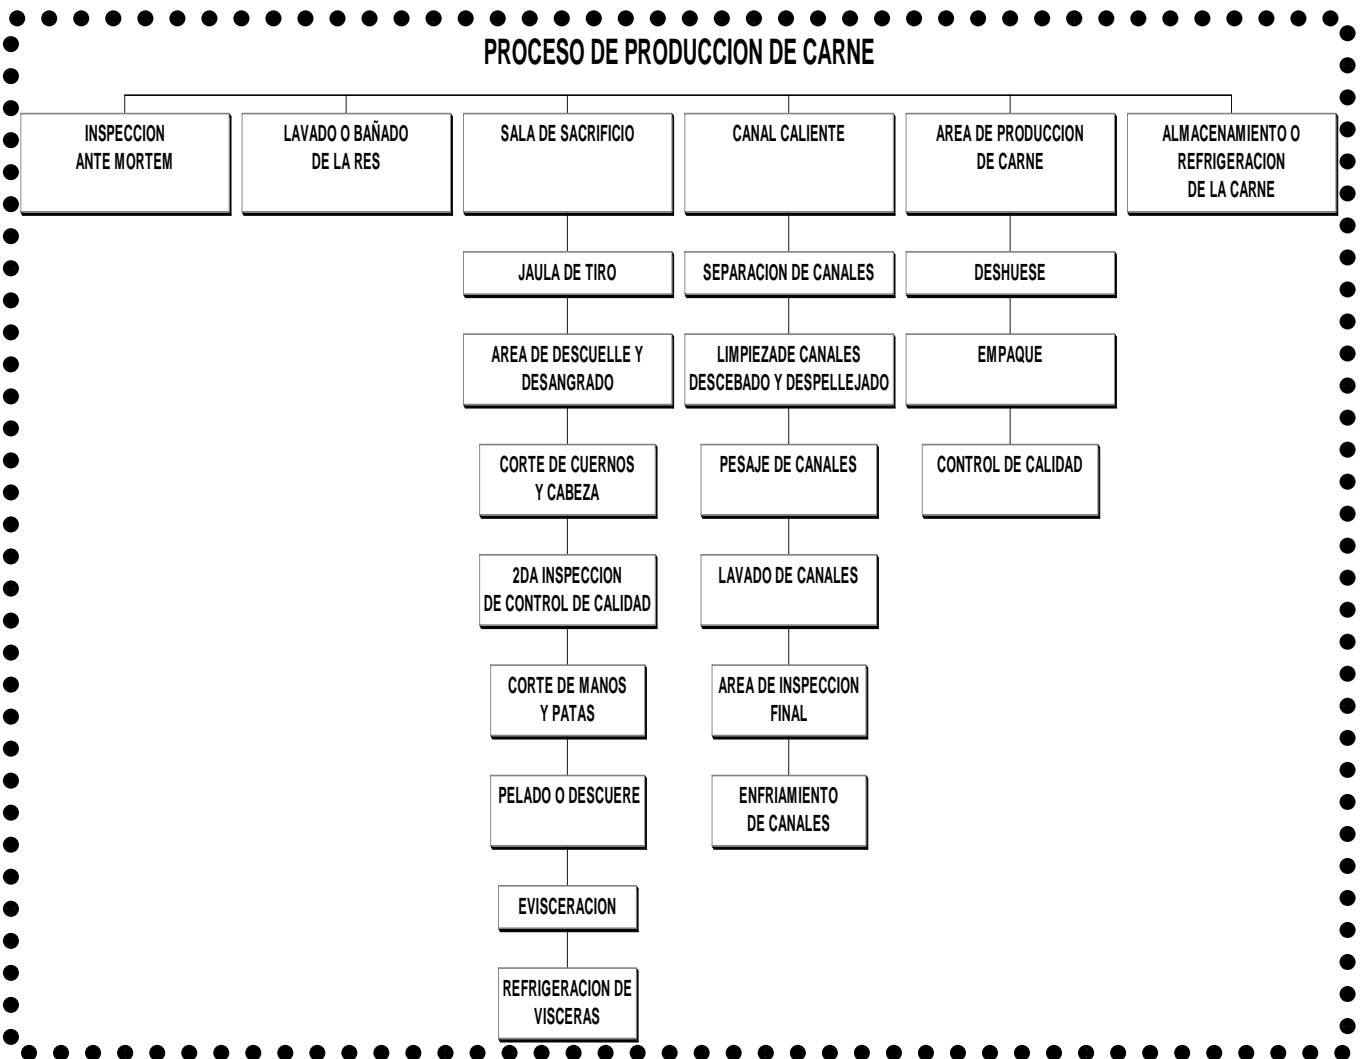 PROCESO DE PRODUCCION DE CARNE
INSPECCION
ANTE MORTEM
LAVADO O BAÑADO
DE LA RES
SALA DE SACRIFICIO
JAULA DE TIRO
AREA DE DESCUELLE Y
DESANGRADO
CORTE DE CUERNOS
Y CABEZA
2DA INSPECCION
DE CONTROL DE CALIDAD
CORTE DE MANOS
Y PATAS
PELADO O DESCUERE
EVISCERACION
REFRIGERACION DE
VISCERAS
CANAL CALIENTE
SEPARACION DE CANALES
LIMPIEZADE CANALES
DESCEBADO Y DESPELLEJADO
PESAJE DE CANALES
LAVADO DE CANALES
AREA DE INSPECCION
FINAL
ENFRIAMIENTO
DE CANALES
AREA DE PRODUCCION
DE CARNE
DESHUESE
EMPAQUE
CONTROL DE CALIDAD
ALMACENAMIENTO O
REFRIGERACION
DE LA CARNE